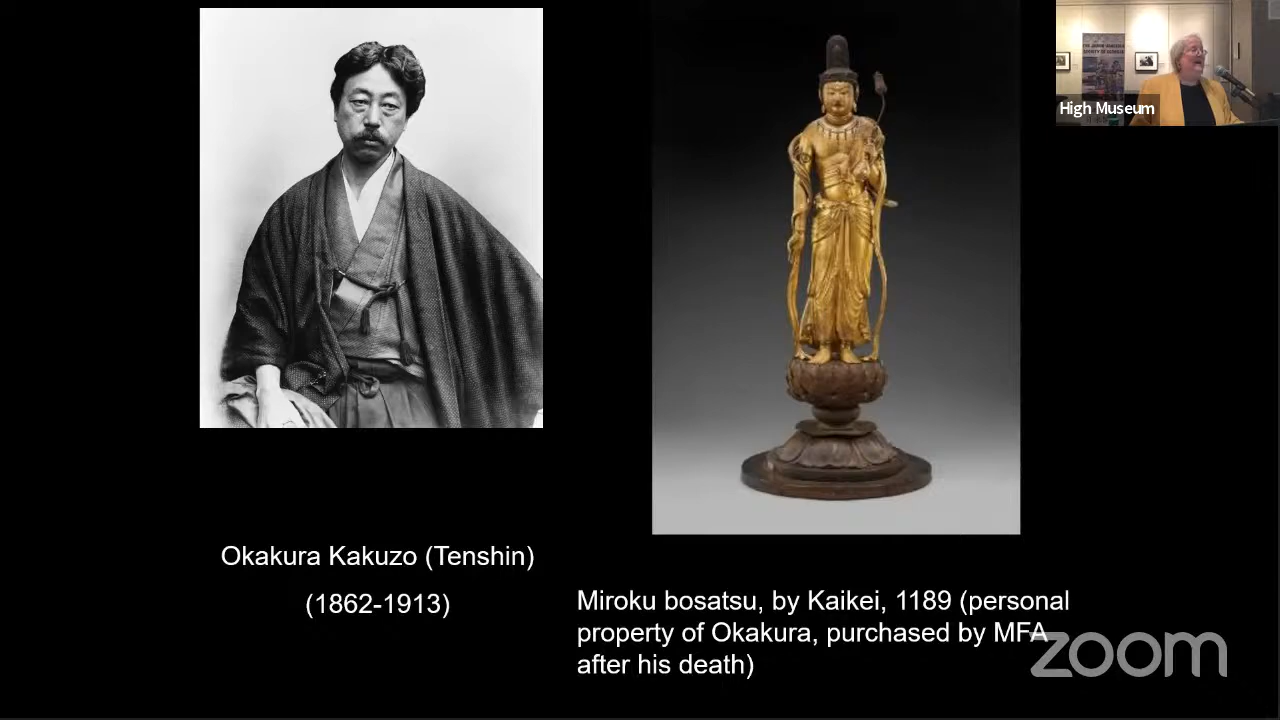 High Museum
Okakura Kakuzo (Tenshin)
(1862-1913)
Miroku bosatsu, by Kaikei, 1189 (personal
property of Okakura, purchased by MFA
after his death)
zoom